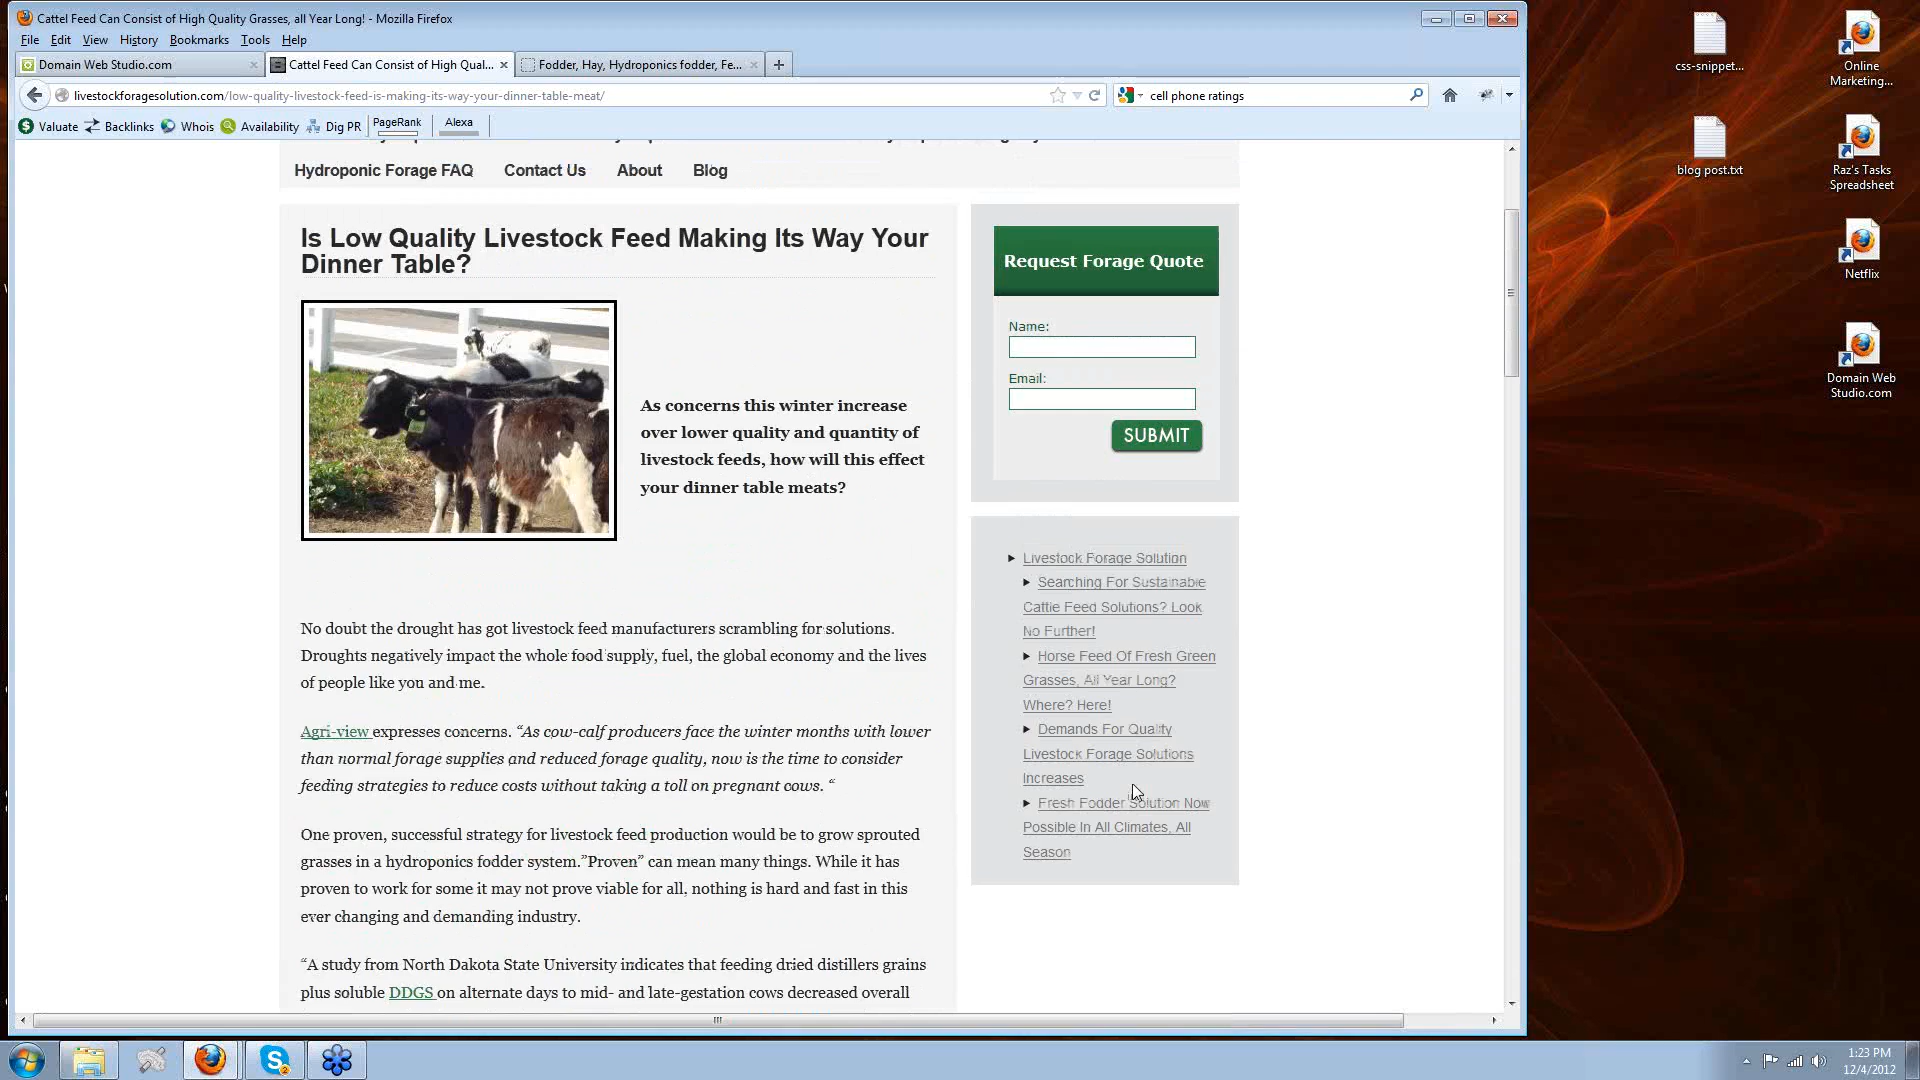 Cattel Feed Can Consist of High Quality Grasses, all Year Long! - Mozilla Firefox
File Edit View History Bookmarks Tools Help
Domain Web Studio.com
Cattel Feed Can Consist of High Qual...
Fodder, Hay, Hydroponics fodder, Fe...
livestockforagesolution.com/low-quality-livestock-feed-is-making-its-way-your-dinner-table-meat/
cell phone ratings
Valuate Backlinks Whois Availability Dig PR PageRank Alexa
Hydroponic Forage FAQ Contact Us About Blog
Is Low Quality Livestock Feed Making Its Way Your
Dinner Table?
As concerns this winter increase
over lower quality and quantity of
livestock feeds, how will this effect
your dinner table meats?
No doubt the drought has got livestock feed manufacturers scrambling for solutions.
Droughts negatively impact the whole food supply, fuel, the global economy and the lives
of people like you and me.
Agri-view expresses concerns. “As cow-calf producers face the winter months with lower
than normal forage supplies and reduced forage quality, now is the time to consider
feeding strategies to reduce costs without taking a toll on pregnant cows. “
One proven, successful strategy for livestock feed production would be to grow sprouted
grasses in a hydroponics fodder system.”Proven” can mean many things. While it has
proven to work for some it may not prove viable for all, nothing is hard and fast in this
ever changing and demanding industry.
“A study from North Dakota State University indicates that feeding dried distillers grains
plus soluble DDGS on alternate days to mid- and late-gestation cows decreased overall
Request Forage Quote
Name:
Email:
SUBMIT
Livestock Forage Solution
Searching For Sustainable
Cattle Feed Solutions? Look
No Further!
Horse Feed Of Fresh Green
Grasses, All Year Long?
Where? Here!
Demands For Quality
Livestock Forage Solutions
Increases
Fresh Fodder Solution Now
Possible In All Climates, All
Season
css-snippet...
Online
Marketing...
blog post.txt
Raz's Tasks
Spreadsheet
Netflix
Domain Web
Studio.com
1:23 PM
12/4/2012